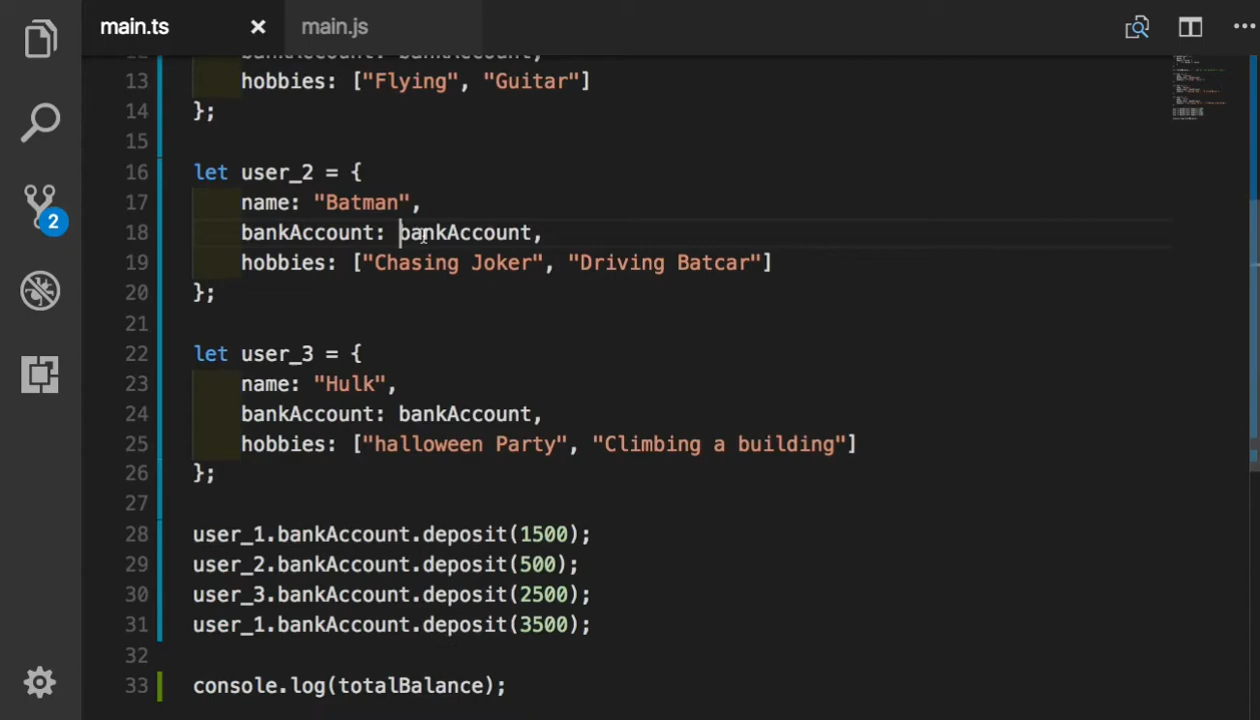 main.ts
main.js
13 hobbies: ["Flying", "Guitar"]
14 };
15
16 let user_2 = {
17 name: "Batman",
18 bankAccount: bankAccount,
19 hobbies: ["Chasing Joker", "Driving Batcar"]
20 };
21
22 let user_3 = {
23 name: "Hulk",
24 bankAccount: bankAccount,
25 hobbies: ["halloween Party", "Climbing a building"]
26 };
27
28 user_1.bankAccount.deposit(1500);
29 user_2.bankAccount.deposit(500);
30 user_3.bankAccount.deposit(2500);
31 user_1.bankAccount.deposit(3500);
32
33 console.log(totalBalance);
2